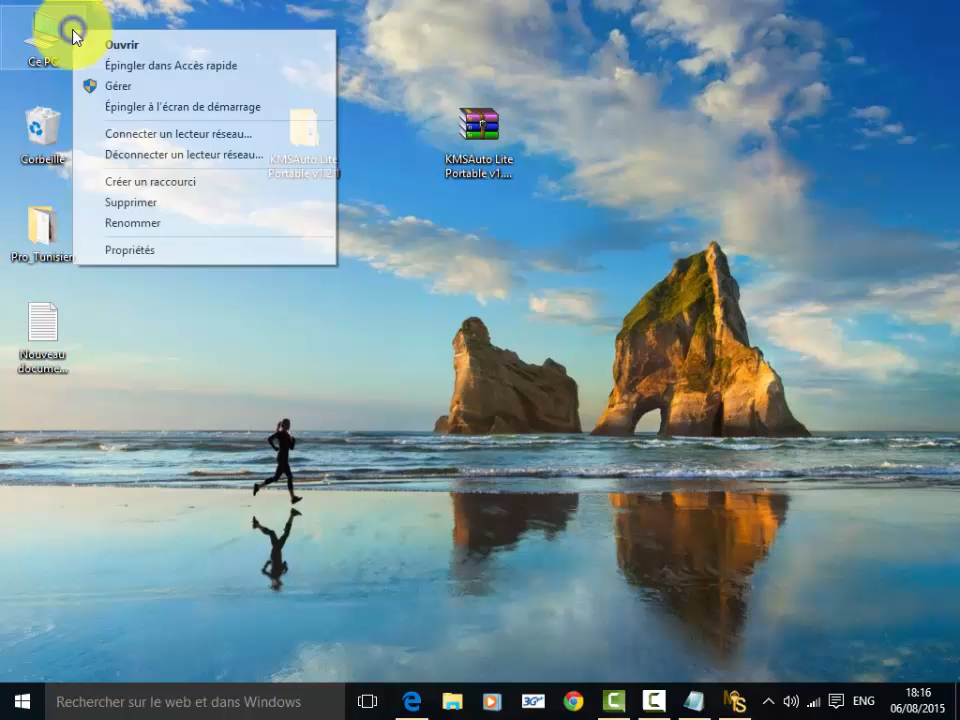 Ce PC
Ouvrir
Épingler dans Accès rapide
Gérer
Épingler à l'écran de démarrage
Connecter un lecteur réseau...
Déconnecter un lecteur réseau...
Créer un raccourci
Supprimer
Renommer
Propriétés
Corbeille
Pro_Tunisien
Nouveau
docume...
KMSAuto Lite
Portable v1.2.1
KMSAuto Lite
Portable v1....
Rechercher sur le web et dans Windows
3G
ENG
18:16
06/08/2015